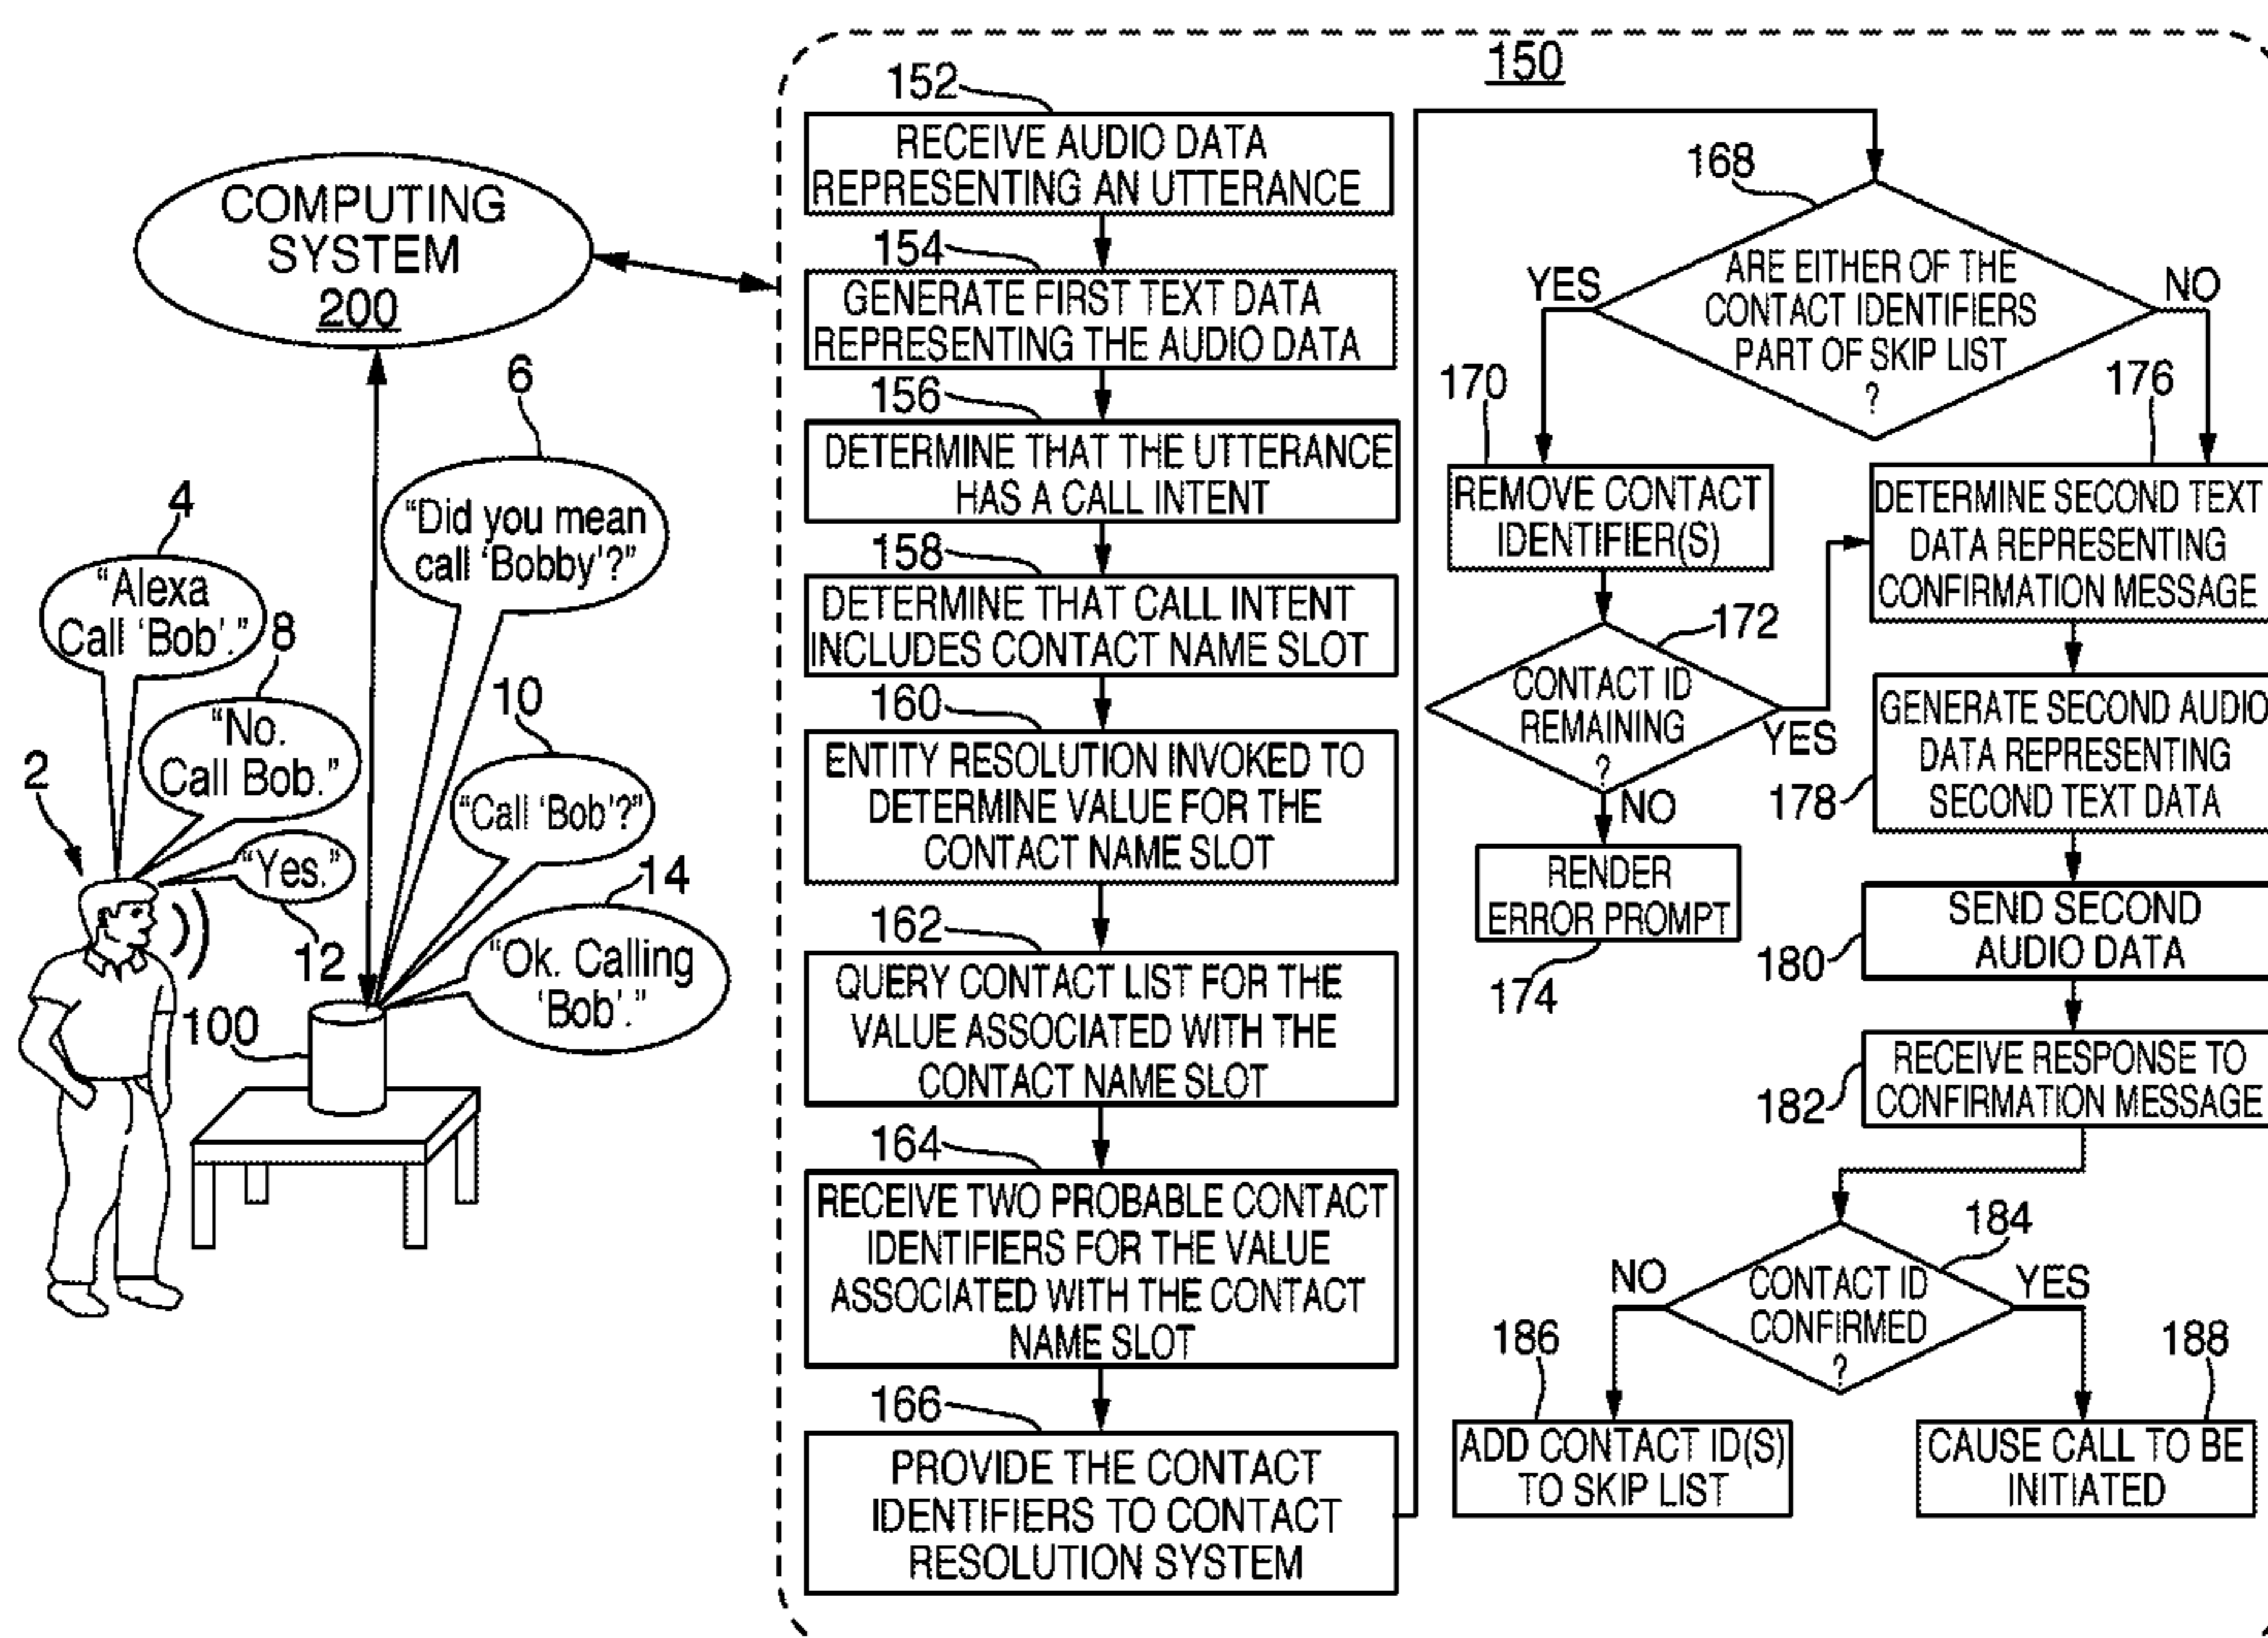 COMPUTING
SYSTEM
200
6
"Did you mean
call 'Bobby'?"
4
"Alexa
Call 'Bob'."
8
"No.
Call Bob."
10
"Call 'Bob'?"
2
"Yes."
12
14
"Ok. Calling
'Bob'."
100
150
152
RECEIVE AUDIO DATA
REPRESENTING AN UTTERANCE
154
GENERATE FIRST TEXT DATA
REPRESENTING THE AUDIO DATA
156
DETERMINE THAT THE UTTERANCE
HAS A CALL INTENT
158
DETERMINE THAT CALL INTENT
INCLUDES CONTACT NAME SLOT
160
ENTITY RESOLUTION INVOKED TO
DETERMINE VALUE FOR THE
CONTACT NAME SLOT
162
QUERY CONTACT LIST FOR THE
VALUE ASSOCIATED WITH THE
CONTACT NAME SLOT
164
RECEIVE TWO PROBABLE CONTACT
IDENTIFIERS FOR THE VALUE
ASSOCIATED WITH THE CONTACT
NAME SLOT
166
PROVIDE THE CONTACT
IDENTIFIERS TO CONTACT
RESOLUTION SYSTEM
168
ARE EITHER OF THE
CONTACT IDENTIFIERS
PART OF SKIP LIST
?
YES
NO
170
REMOVE CONTACT
IDENTIFIER(S)
172
CONTACT ID
REMAINING
?
YES
NO
RENDER
ERROR PROMPT
174
176
DETERMINE SECOND TEXT
DATA REPRESENTING
CONFIRMATION MESSAGE
178
GENERATE SECOND AUDIO
DATA REPRESENTING
SECOND TEXT DATA
180
SEND SECOND
AUDIO DATA
182
RECEIVE RESPONSE TO
CONFIRMATION MESSAGE
184
CONTACT ID
CONFIRMED
?
NO
YES
186
ADD CONTACT ID(S)
TO SKIP LIST
188
CAUSE CALL TO BE
INITIATED